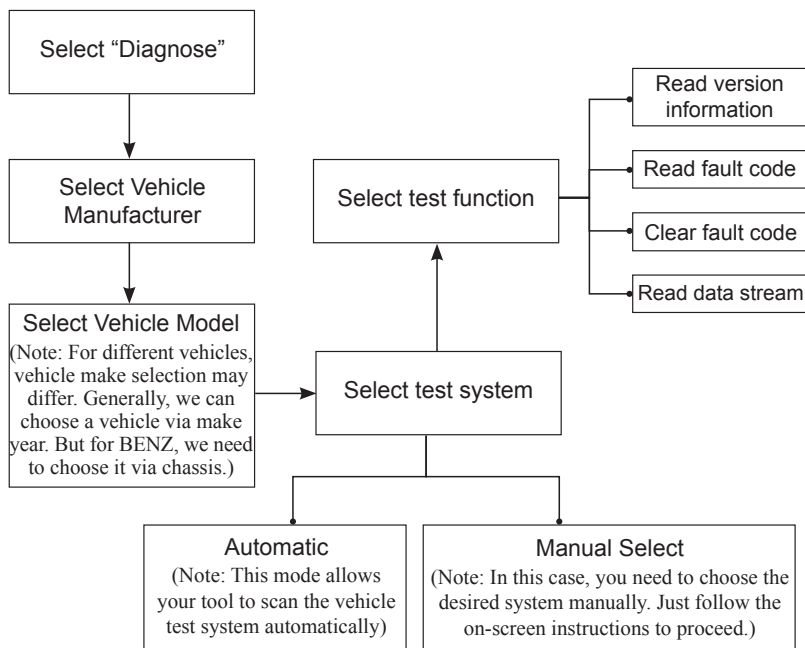 Select “Diagnose”
Select Vehicle
Manufacturer
Select Vehicle Model
(Note: For different vehicles,
vehicle make selection may
differ. Generally, we can
choose a vehicle via make
year. But for BENZ, we need
to choose it via chassis.)
Select test system
Automatic
(Note: This mode allows
your tool to scan the vehicle
test system automatically)
Manual Select
(Note: In this case, you need to choose the
desired system manually. Just follow the
on-screen instructions to proceed.)
Select test function
Read version
information
Read fault code
Clear fault code
Read data stream